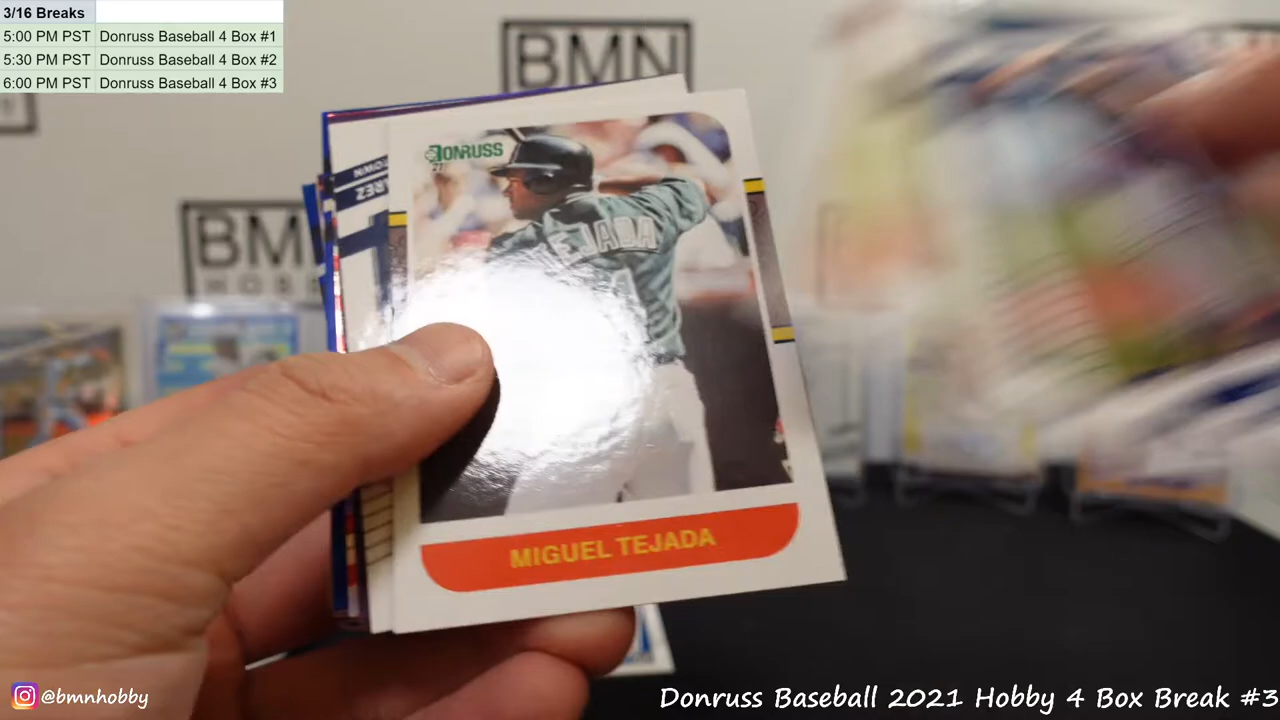 3/16 Breaks
5:00 PM PST Donruss Baseball 4 Box #1
5:30 PM PST Donruss Baseball 4 Box #2
6:00 PM PST Donruss Baseball 4 Box #3
BMN
BMN
DONRUSS
TEJADA
MIGUEL TEJADA
@bmnhobby
Donruss Baseball 2021 Hobby 4 Box Break #3